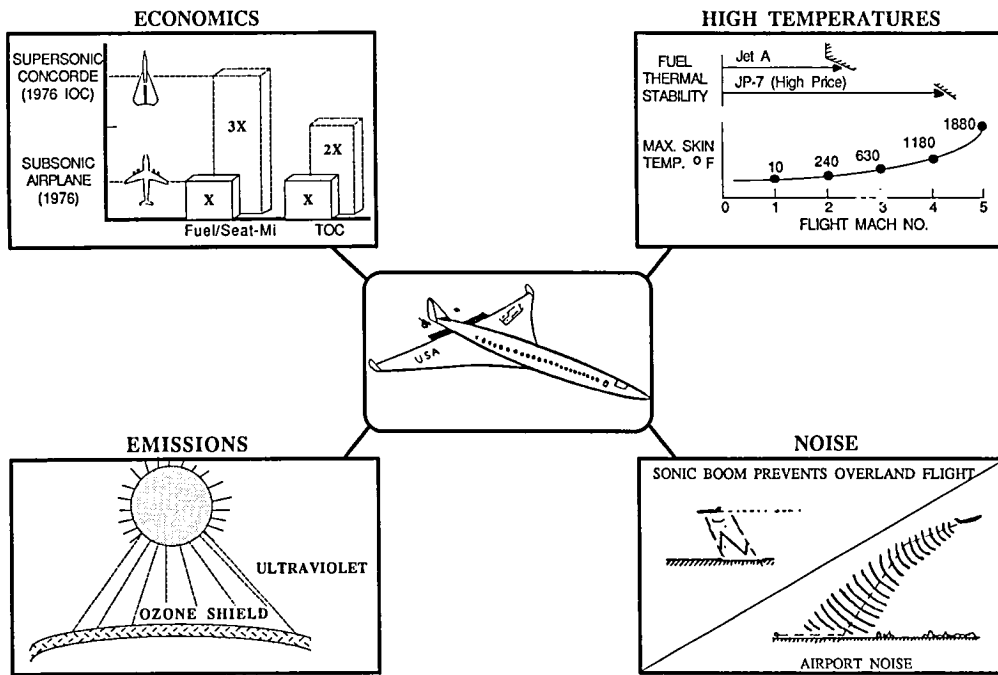 ECONOMICS
SUPERSONIC
CONCORDE
(1976 IOC)
3X
2X
SUBSONIC
AIRPLANE
(1976)
X
X
Fuel/Seat-Mi
TOC
HIGH TEMPERATURES
FUEL
THERMAL
STABILITY
Jet A
JP-7 (High Price)
MAX. SKIN
TEMP. ° F
10
240
630
1180
1880
0
1
2
3
4
5
FLIGHT MACH NO.
USA
EMISSIONS
ULTRAVIOLET
OZONE SHIELD
NOISE
SONIC BOOM PREVENTS OVERLAND FLIGHT
AIRPORT NOISE